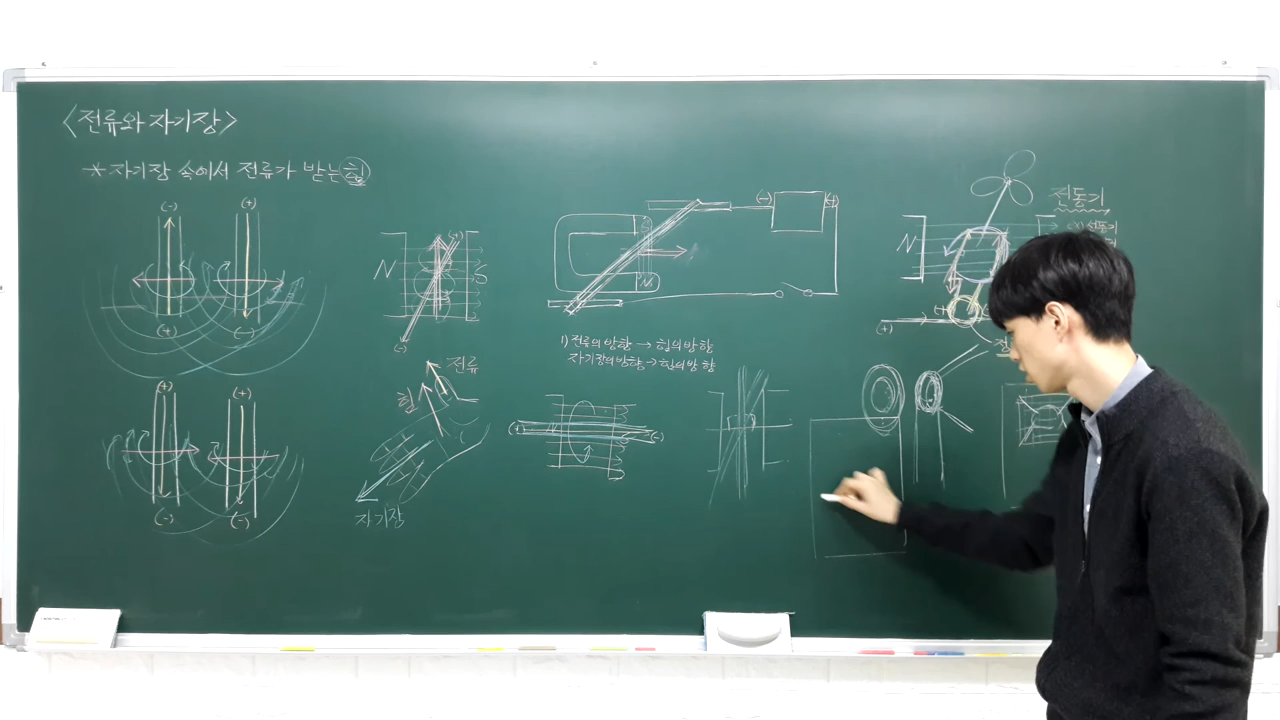 <전류와 자기장>
* 자기장 속에서 전류가 받는 힘
(-) (+)
(+) (-)
(+) (+)
(-) (-)
N (+) S
(-)
전류
힘
자기장
(-) (+)
N
1) 전류의 방향 → 힘의 방향
자기장의 방향 → 힘의 방향
(+) (-)
전동기
N
(+)